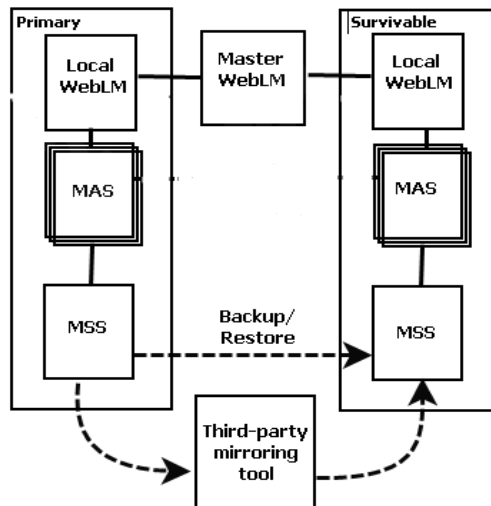 Primary
Survivable
Local
WebLM
Master
WebLM
Local
WebLM
MAS
MAS
MSS
Backup/
Restore
MSS
Third-party
mirroring
tool